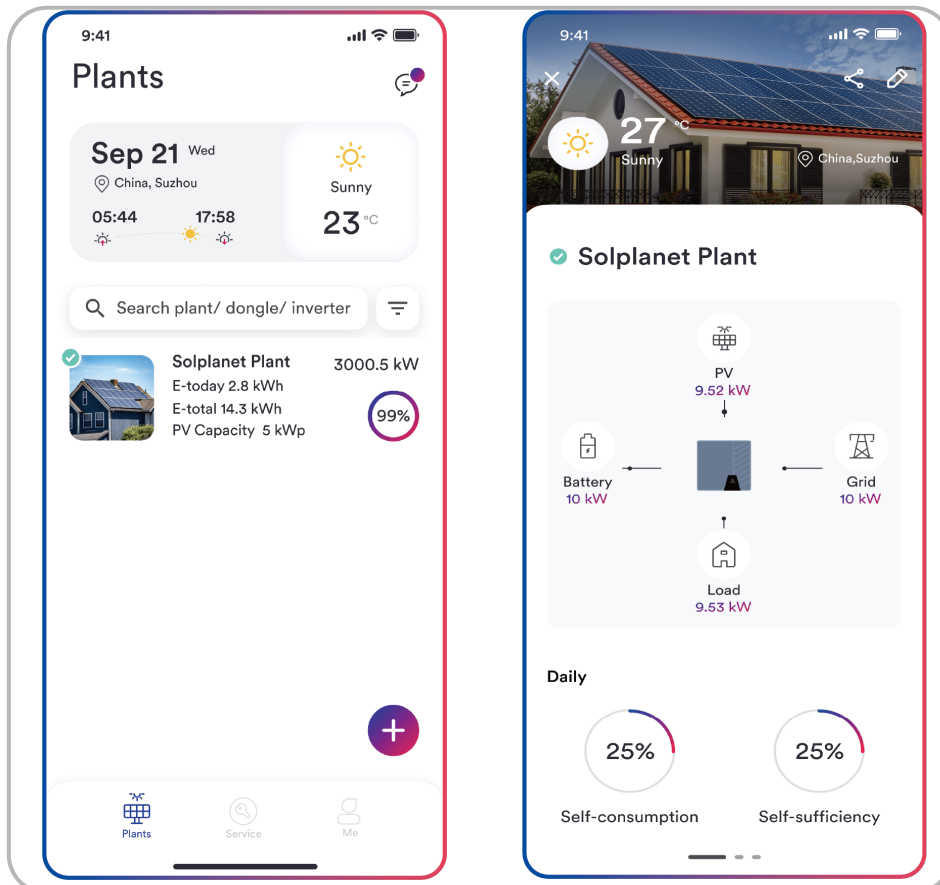 9:41
Plants
Sep 21 Wed
China, Suzhou
05:44 17:58
Sunny
23 °C
Search plant/ dongle/ inverter
Solplanet Plant
3000.5 kW
E-today 2.8 kWh
E-total 14.3 kWh
PV Capacity 5 kWp
99%
Plants
Service
Me
9:41
27 °C
Sunny
China,Suzhou
Solplanet Plant
PV
9.52 kW
Battery
10 kW
Grid
10 kW
Load
9.53 kW
Daily
25%
25%
Self-consumption
Self-sufficiency